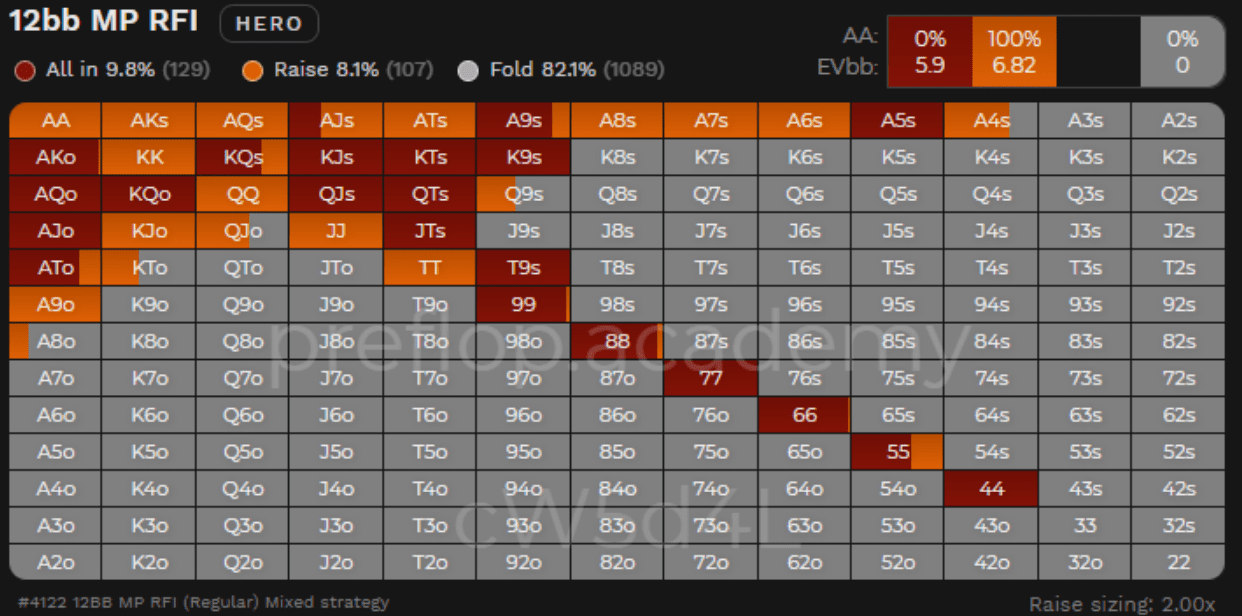 12bb MP RFI HERO
All in 9.8% (129) Raise 8.1% (107) Fold 82.1% (1089)
AA: 0% 100% 0%
EVbb: 5.9 6.82 0
AA AKs AQs AJs ATs A9s A8s A7s A6s A5s A4s A3s A2s
AKo KK KQs KJs KTs K9s K8s K7s K6s K5s K4s K3s K2s
AQo KQo QQ QJs QTs Q9s Q8s Q7s Q6s Q5s Q4s Q3s Q2s
AJo KJo QJo JJ JTs J9s J8s J7s J6s J5s J4s J3s J2s
ATo KTo QTo JTo TT T9s T8s T7s T6s T5s T4s T3s T2s
A9o K9o Q9o J9o T9o 99 98s 97s 96s 95s 94s 93s 92s
A8o K8o Q8o J8o T8o 98o 88 87s 86s 85s 84s 83s 82s
preflop.academy
A7o K7o Q7o J7o T7o 97o 87o 77 76s 75s 74s 73s 72s
A6o K6o Q6o J6o T6o 96o 86o 76o 66 65s 64s 63s 62s
A5o K5o Q5o J5o T5o 95o 85o 75o 65o 55 54s 53s 52s
A4o K4o Q4o J4o T4o 94o 84o 74o 64o 54o 44 43s 42s
cW5d4L
A3o K3o Q3o J3o T3o 93o 83o 73o 63o 53o 43o 33 32s
A2o K2o Q2o J2o T2o 92o 82o 72o 62o 52o 42o 32o 22
#4122 12BB MP RFI (Regular) Mixed strategy Raise sizing: 2.00x